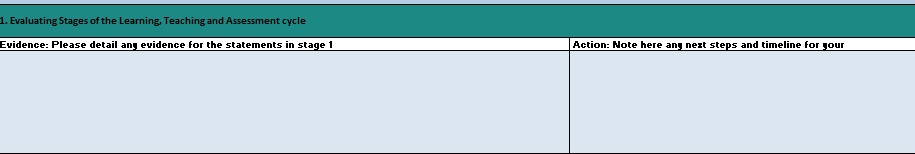 1. Evaluating Stages of the Learning, Teaching and Assessment cycle
Evidence: Please detail any evidence for the statements in stage 1
Action: Note here any next steps and timeline for your